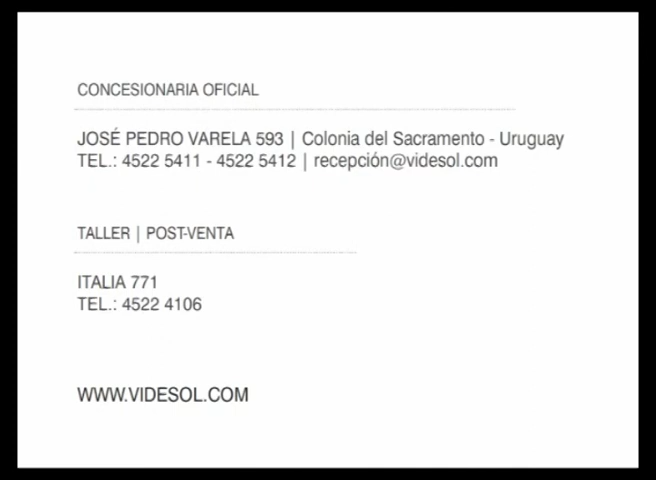 CONCESIONARIA OFICIAL
JOSÉ PEDRO VARELA 593 | Colonia del Sacramento - Uruguay
TEL.: 4522 5411 - 4522 5412 | recepción@videsol.com
TALLER | POST-VENTA
ITALIA 771
TEL.: 4522 4106
WWW.VIDESOL.COM